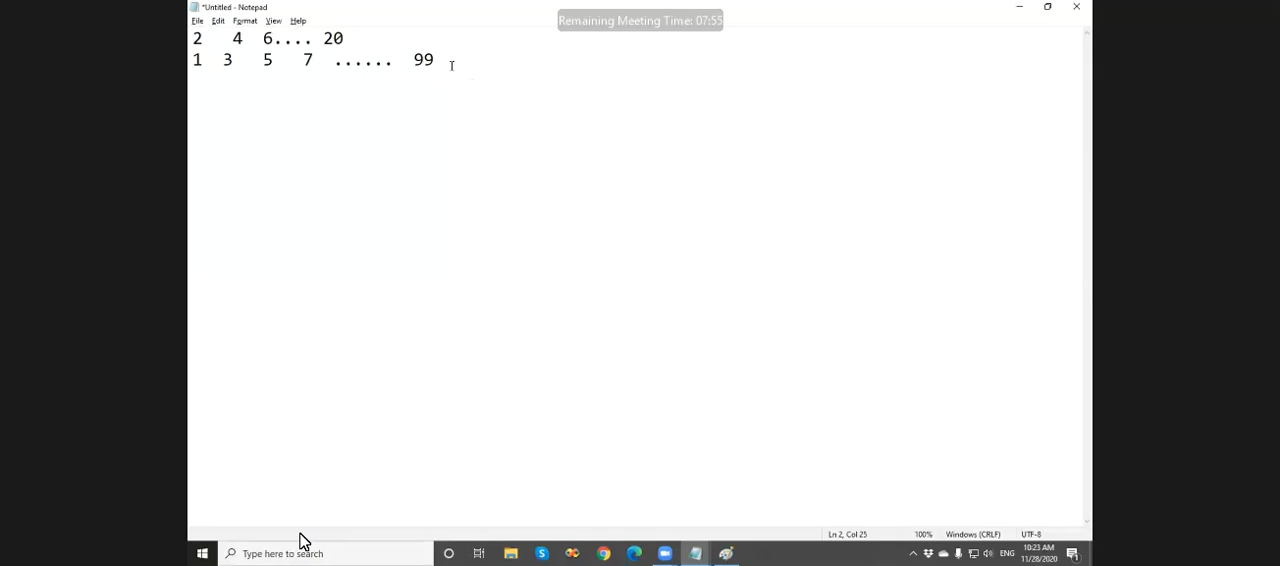 *Untitled - Notepad
Remaining Meeting Time: 07:55
File Edit Format View Help
2 4 6.... 20
1 3 5 7 ...... 99
Ln 2, Col 25 100% Windows (CRLF) UTF-8
Type here to search
ENG
10:23 AM
11/28/2020
1